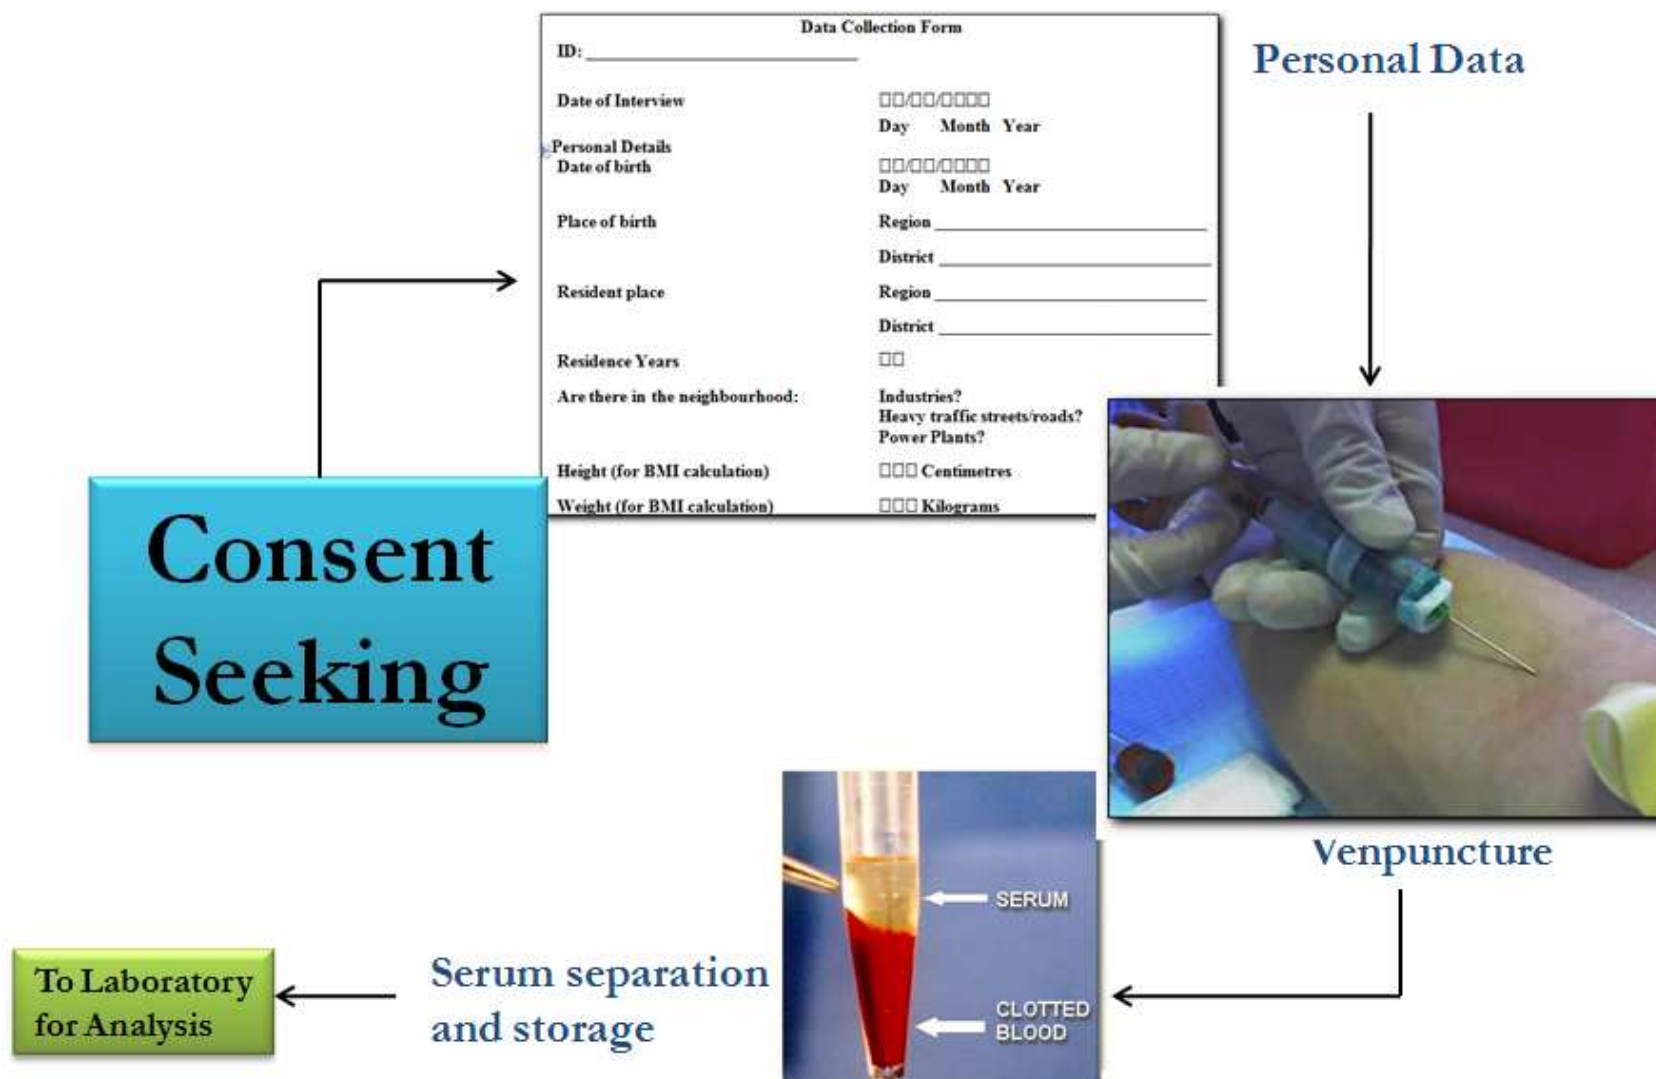 Data Collection Form
ID:
Personal Data
Date of Interview
Day Month Year
Personal Details
Date of birth
Day Month Year
Place of birth Region
District
Resident place Region
District
Residence Years
Are there in the neighbourhood: Industries?
Heavy traffic streets/roads?
Power Plants?
Height (for BMI calculation) Centimetres
Weight (for BMI calculation) Kilograms
Consent
Seeking
Venpuncture
SERUM
CLOTTED
BLOOD
Serum separation
and storage
To Laboratory
for Analysis